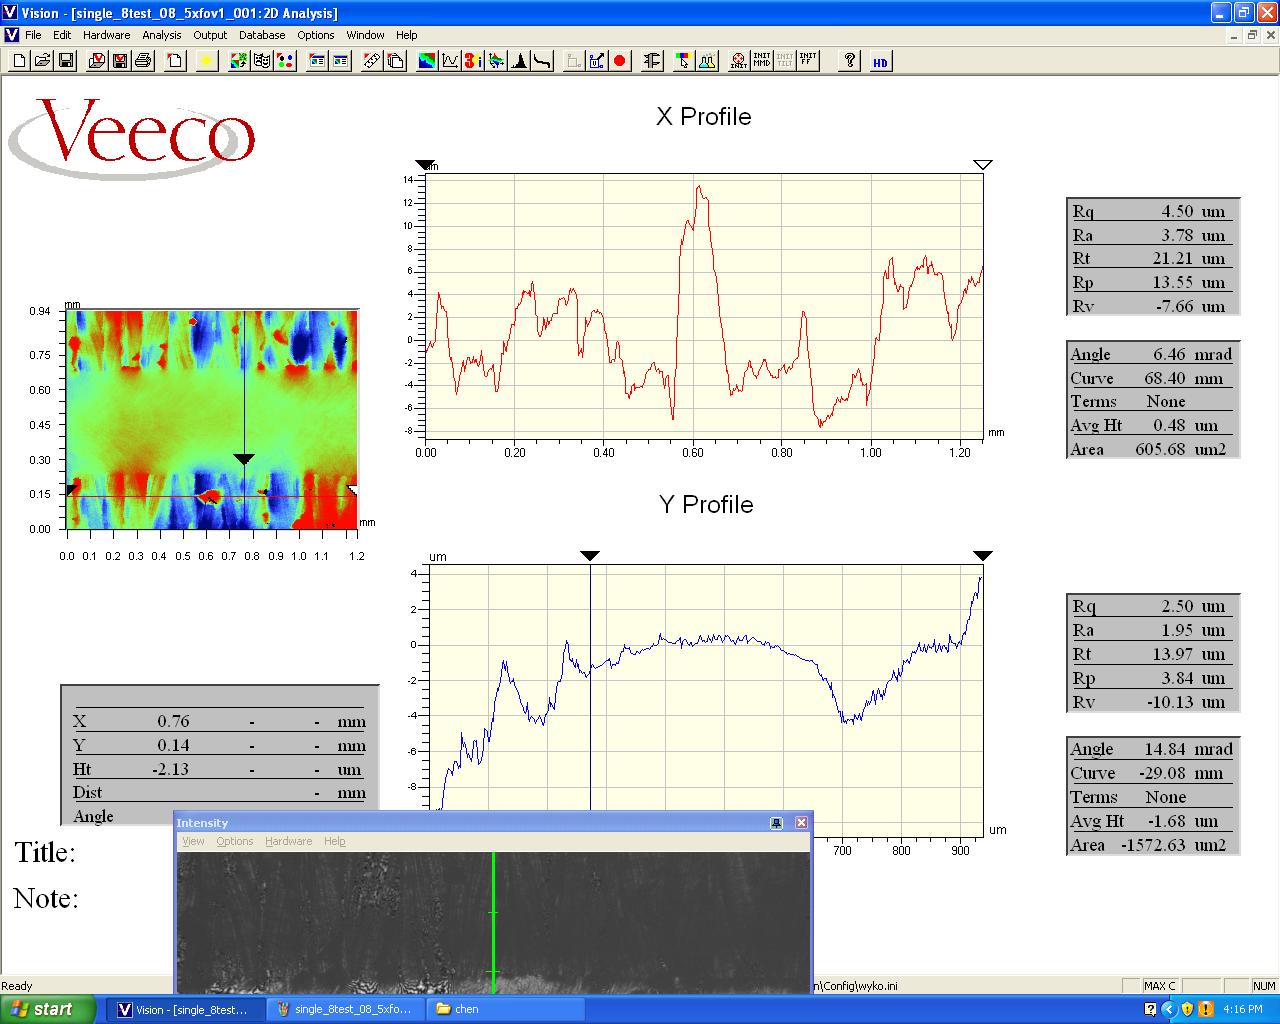 Vision - [single_8test_08_5xfov1_001:2D Analysis]
File Edit Hardware Analysis Output Database Options Window Help
INIT INIT MMD INIT TILT INIT FF ? HD
Veeco
X Profile
um
14
12
10
8
6
4
2
0
-2
-4
-6
-8
0.00 0.20 0.40 0.60 0.80 1.00 1.20
mm
Rq 4.50 um
Ra 3.78 um
Rt 21.21 um
Rp 13.55 um
Rv -7.66 um
Angle 6.46 mrad
Curve 68.40 mm
Terms None
Avg Ht 0.48 um
Area 605.68 um2
mm
0.94
0.75
0.60
0.45
0.30
0.15
0.00
mm
0.0 0.1 0.2 0.3 0.4 0.5 0.6 0.7 0.8 0.9 1.0 1.1 1.2
Y Profile
um
4
2
0
-2
-4
-6
-8
um
700 800 900
Rq 2.50 um
Ra 1.95 um
Rt 13.97 um
Rp 3.84 um
Rv -10.13 um
Angle 14.84 mrad
Curve -29.08 mm
Terms None
Avg Ht -1.68 um
Area -1572.63 um2
X 0.76 - - mm
Y 0.14 - - mm
Ht -2.13 - - um
Dist - mm
Angle
Title:
Note:
Intensity
View Options Hardware Help
Ready
n\Config\wyko.ini
MAX C NUM
start
Vision - [single_8test...
single_8test_08_5xfo...
chen
4:16 PM